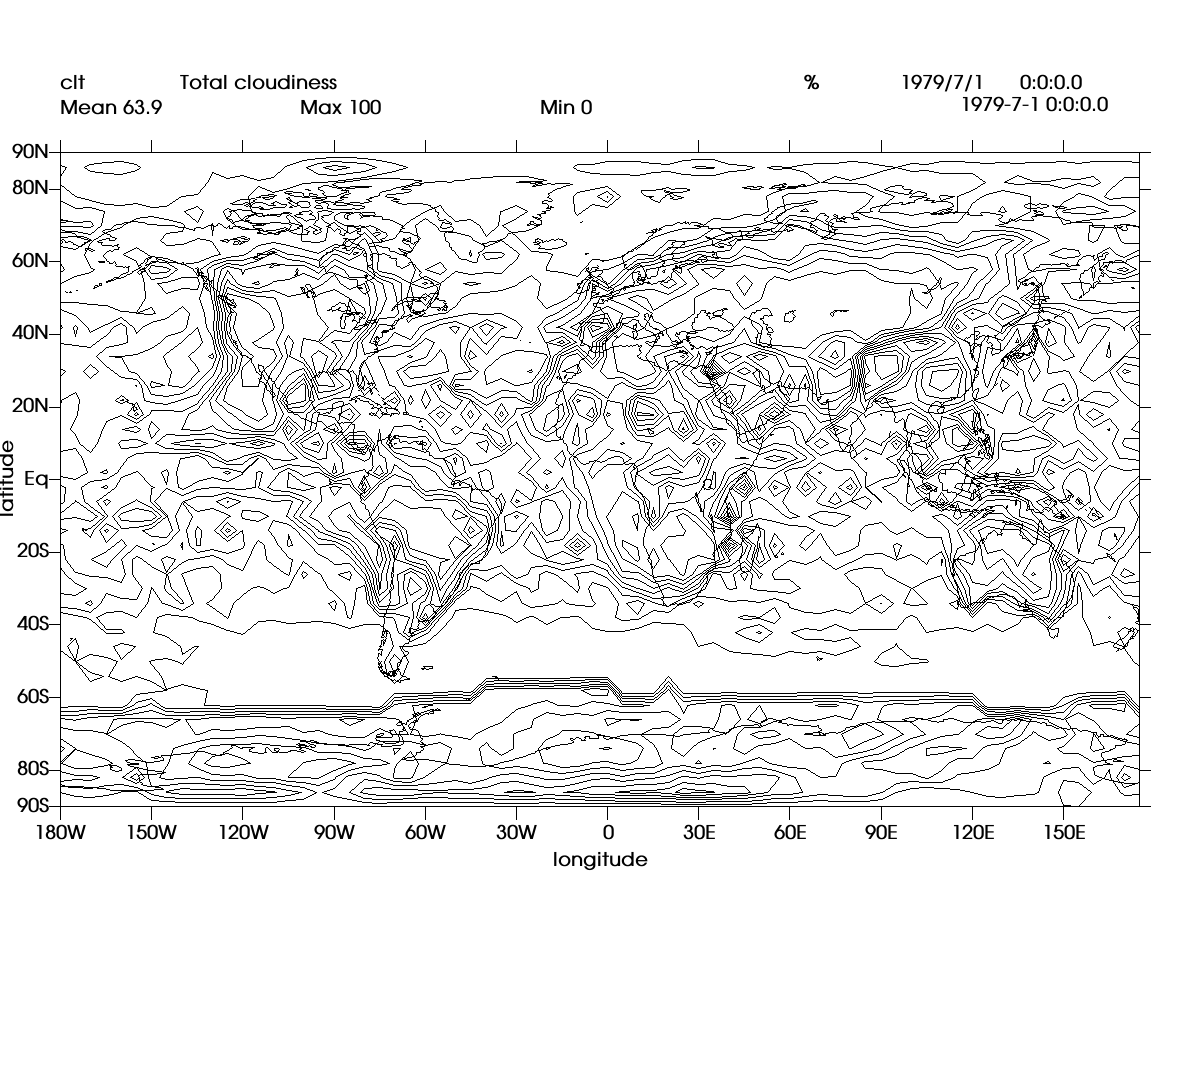 clt Total cloudiness % 1979/7/1 0:0:0.0
Mean 63.9 Max 100 Min 0 1979-7-1 0:0:0.0
90N
80N
60N
40N
20N
Eq
20S
40S
60S
80S
90S
latitude
180W 150W 120W 90W 60W 30W 0 30E 60E 90E 120E 150E
longitude